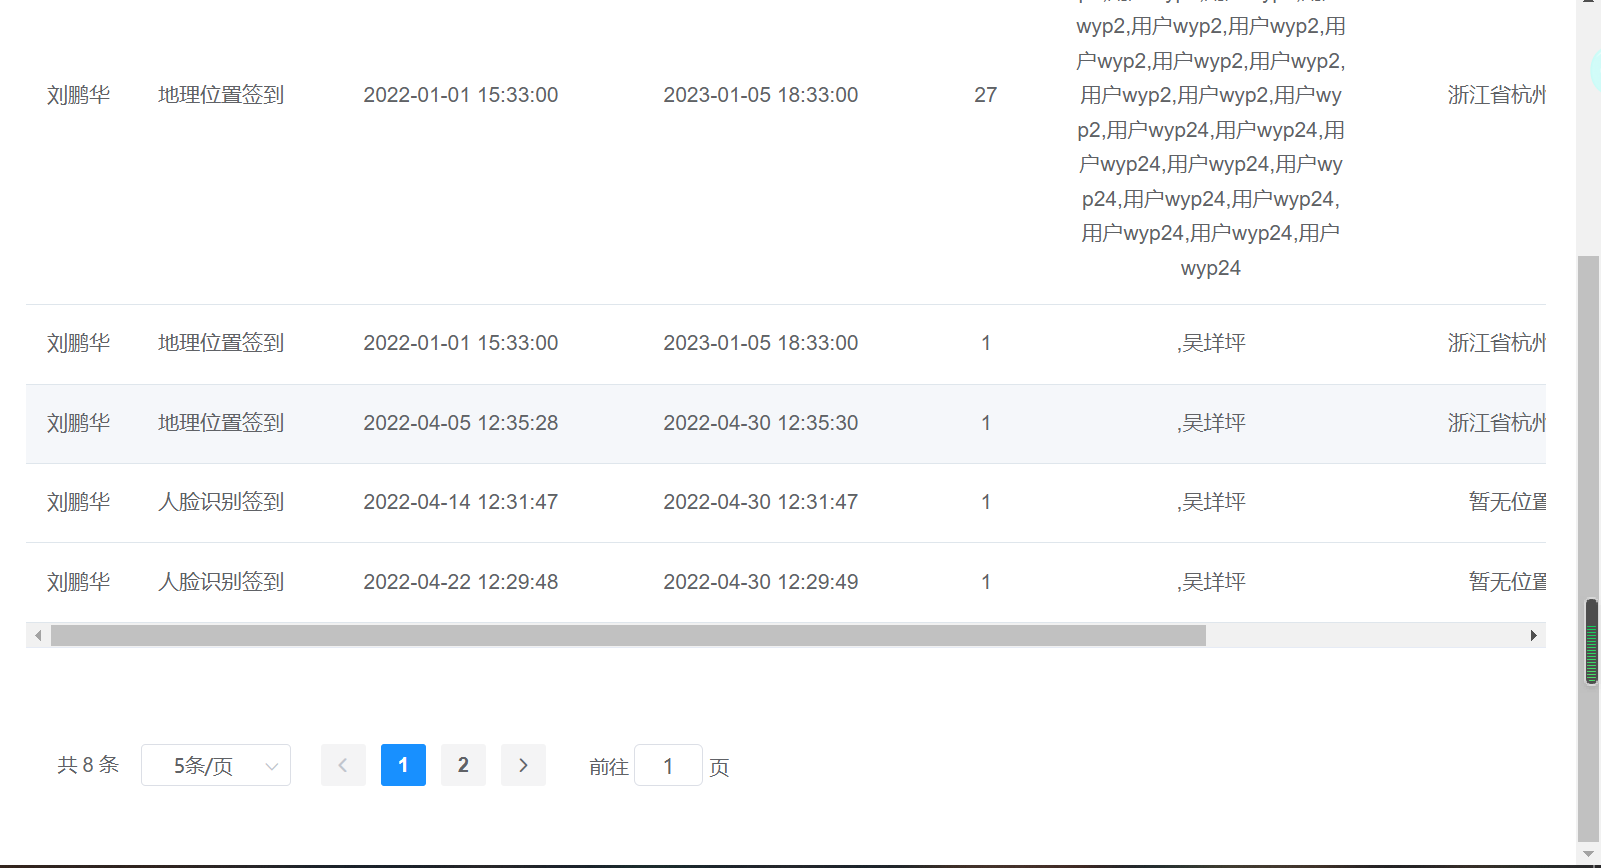 wyp2,用户wyp2,用户wyp2,用
户wyp2,用户wyp2,用户wyp2,
刘鹏华 地理位置签到 2022-01-01 15:33:00 2023-01-05 18:33:00 27 用户wyp2,用户wyp2,用户wy 浙江省杭州
p2,用户wyp24,用户wyp24,用
户wyp24,用户wyp24,用户wy
p24,用户wyp24,用户wyp24,
用户wyp24,用户wyp24,用户
wyp24
刘鹏华 地理位置签到 2022-01-01 15:33:00 2023-01-05 18:33:00 1 ,吴垟坪 浙江省杭州
刘鹏华 地理位置签到 2022-04-05 12:35:28 2022-04-30 12:35:30 1 ,吴垟坪 浙江省杭州
刘鹏华 人脸识别签到 2022-04-14 12:31:47 2022-04-30 12:31:47 1 ,吴垟坪 暂无位置
刘鹏华 人脸识别签到 2022-04-22 12:29:48 2022-04-30 12:29:49 1 ,吴垟坪 暂无位置
共 8 条 5条/页 1 2 前往 1 页